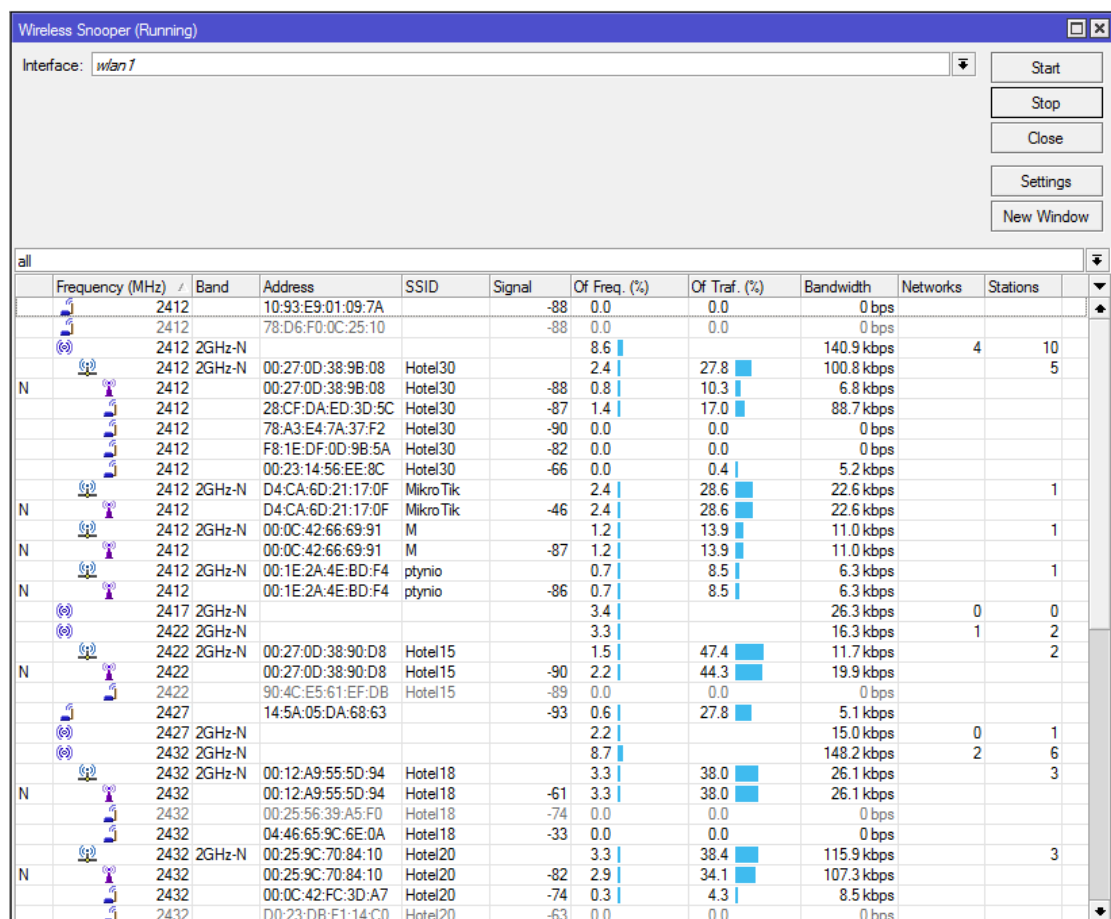 Wireless Snooper (Running)
Interface: wlan1
Start
Stop
Close
Settings
New Window
all
Frequency (MHz) Band Address SSID Signal Of Freq. (%) Of Traf. (%) Bandwidth Networks Stations
2412 10:93:E9:01:09:7A -88 0.0 0.0 0 bps
2412 78:D6:F0:0C:25:10 -88 0.0 0.0 0 bps
2412 2GHz-N 8.6 140.9 kbps 4 10
2412 2GHz-N 00:27:0D:38:9B:08 Hotel30 2.4 27.8 100.8 kbps 5
N 2412 00:27:0D:38:9B:08 Hotel30 -88 0.8 10.3 6.8 kbps
2412 28:CF:DA:ED:3D:5C Hotel30 -87 1.4 17.0 88.7 kbps
2412 78:A3:E4:7A:37:F2 Hotel30 -90 0.0 0.0 0 bps
2412 F8:1E:DF:0D:9B:5A Hotel30 -82 0.0 0.0 0 bps
2412 00:23:14:56:EE:8C Hotel30 -66 0.0 0.4 5.2 kbps
2412 2GHz-N D4:CA:6D:21:17:0F MikroTik 2.4 28.6 22.6 kbps 1
N 2412 D4:CA:6D:21:17:0F MikroTik -46 2.4 28.6 22.6 kbps
2412 2GHz-N 00:0C:42:66:69:91 M 1.2 13.9 11.0 kbps 1
N 2412 00:0C:42:66:69:91 M -87 1.2 13.9 11.0 kbps
2412 2GHz-N 00:1E:2A:4E:BD:F4 ptynio 0.7 8.5 6.3 kbps 1
N 2412 00:1E:2A:4E:BD:F4 ptynio -86 0.7 8.5 6.3 kbps
2417 2GHz-N 3.4 26.3 kbps 0 0
2422 2GHz-N 3.3 16.3 kbps 1 2
2422 2GHz-N 00:27:0D:38:90:D8 Hotel15 1.5 47.4 11.7 kbps 2
N 2422 00:27:0D:38:90:D8 Hotel15 -90 2.2 44.3 19.9 kbps
2422 90:4C:E5:61:EF:DB Hotel15 -89 0.0 0.0 0 bps
2427 14:5A:05:DA:68:63 -93 0.6 27.8 5.1 kbps
2427 2GHz-N 2.2 15.0 kbps 0 1
2432 2GHz-N 8.7 148.2 kbps 2 6
2432 2GHz-N 00:12:A9:55:5D:94 Hotel18 3.3 38.0 26.1 kbps 3
N 2432 00:12:A9:55:5D:94 Hotel18 -61 3.3 38.0 26.1 kbps
2432 00:25:56:39:A5:F0 Hotel18 -74 0.0 0.0 0 bps
2432 04:46:65:9C:6E:0A Hotel18 -33 0.0 0.0 0 bps
2432 2GHz-N 00:25:9C:70:84:10 Hotel20 3.3 38.4 115.9 kbps 3
N 2432 00:25:9C:70:84:10 Hotel20 -82 2.9 34.1 107.3 kbps
2432 00:0C:42:FC:3D:A7 Hotel20 -74 0.3 4.3 8.5 kbps
2432 D0:23:DB:F1:14:C0 Hotel20 -63 0.0 0.0 0 bps